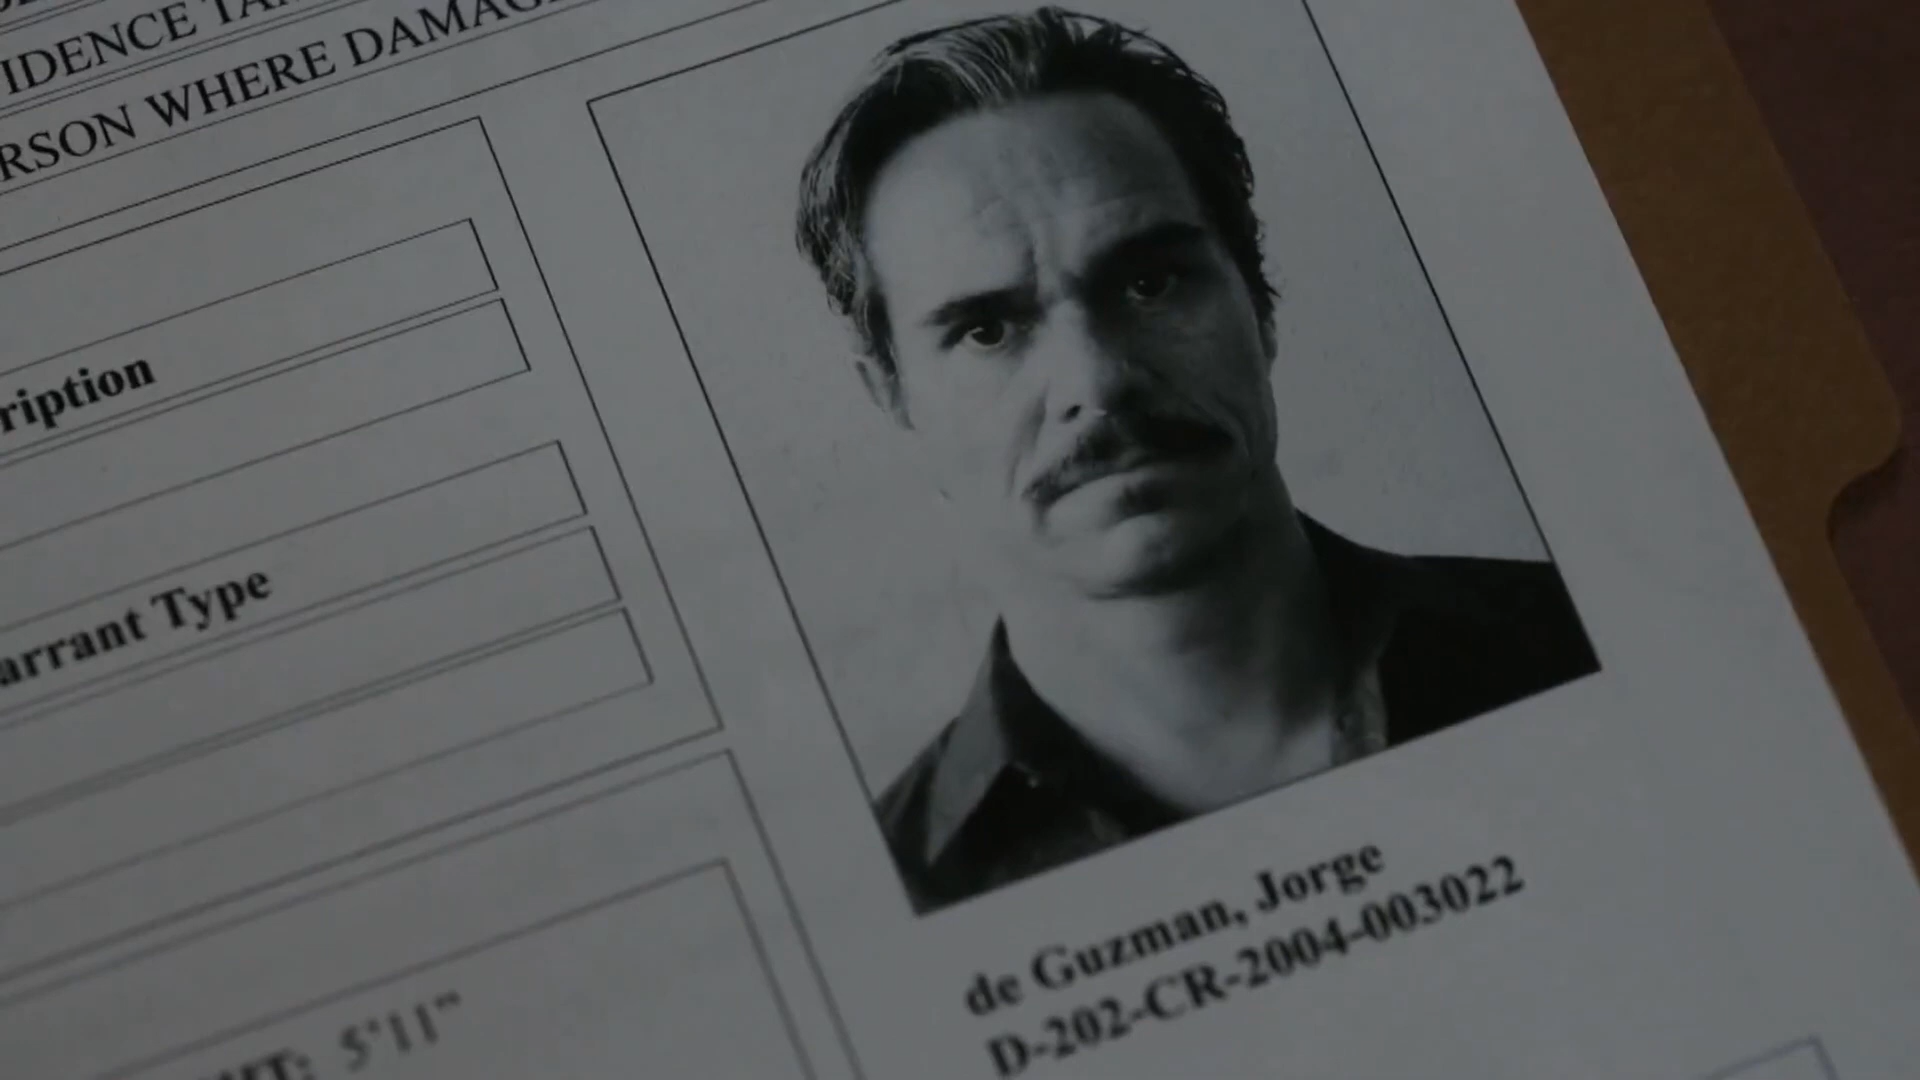 IDENCE TA
RSON WHERE DAMAG
ription
arrant Type
5'11"
de Guzman, Jorge
D-202-CR-2004-003022